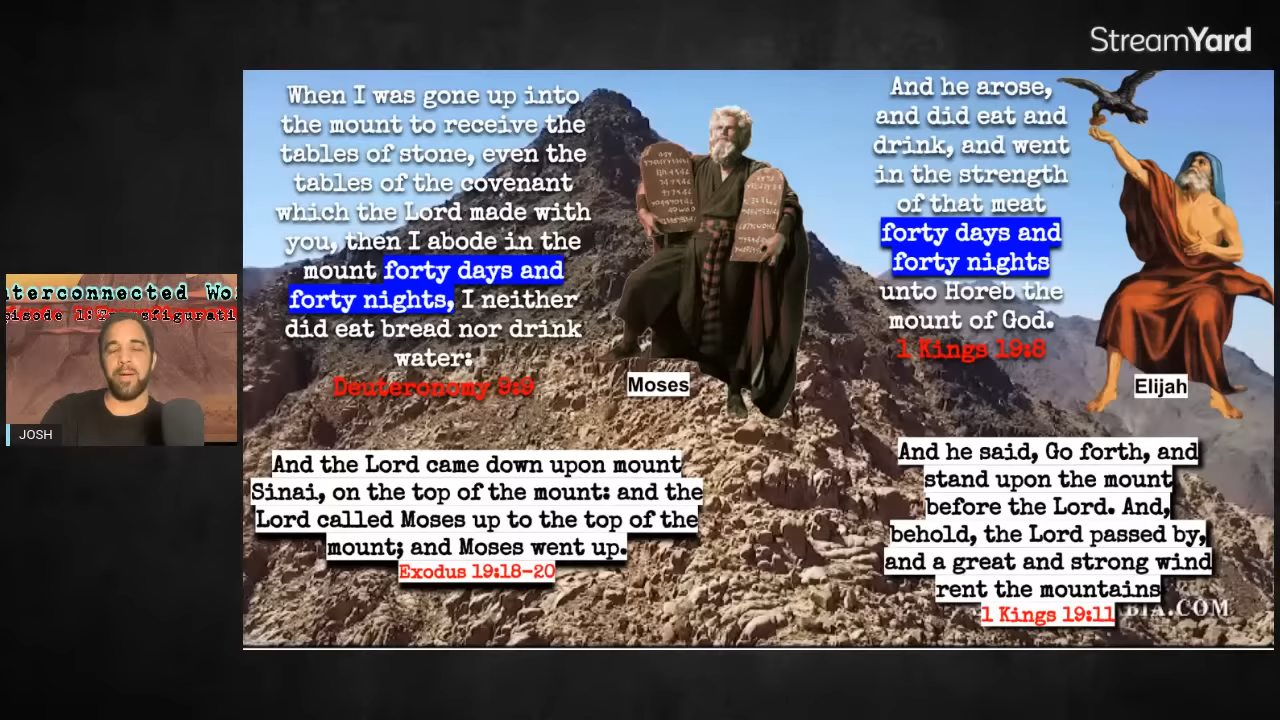 StreamYard
When I was gone up into
the mount to receive the
tables of stone, even the
tables of the covenant
which the Lord made with
you, then I abode in the
mount forty days and
forty nights, I neither
did eat bread nor drink
water:
Deuteronomy 9:9
Moses
And he arose,
and did eat and
drink, and went
in the strength
of that meat
forty days and
forty nights
unto Horeb the
mount of God.
1 Kings 19:8
Elijah
And the Lord came down upon mount
Sinai, on the top of the mount: and the
Lord called Moses up to the top of the
mount; and Moses went up.
Exodus 19:18-20
And he said, Go forth, and
stand upon the mount
before the Lord. And,
behold, the Lord passed by,
and a great and strong wind
rent the mountains
1 Kings 19:11
BIA.COM
nterconnected Wo
pisode 1:
JOSH